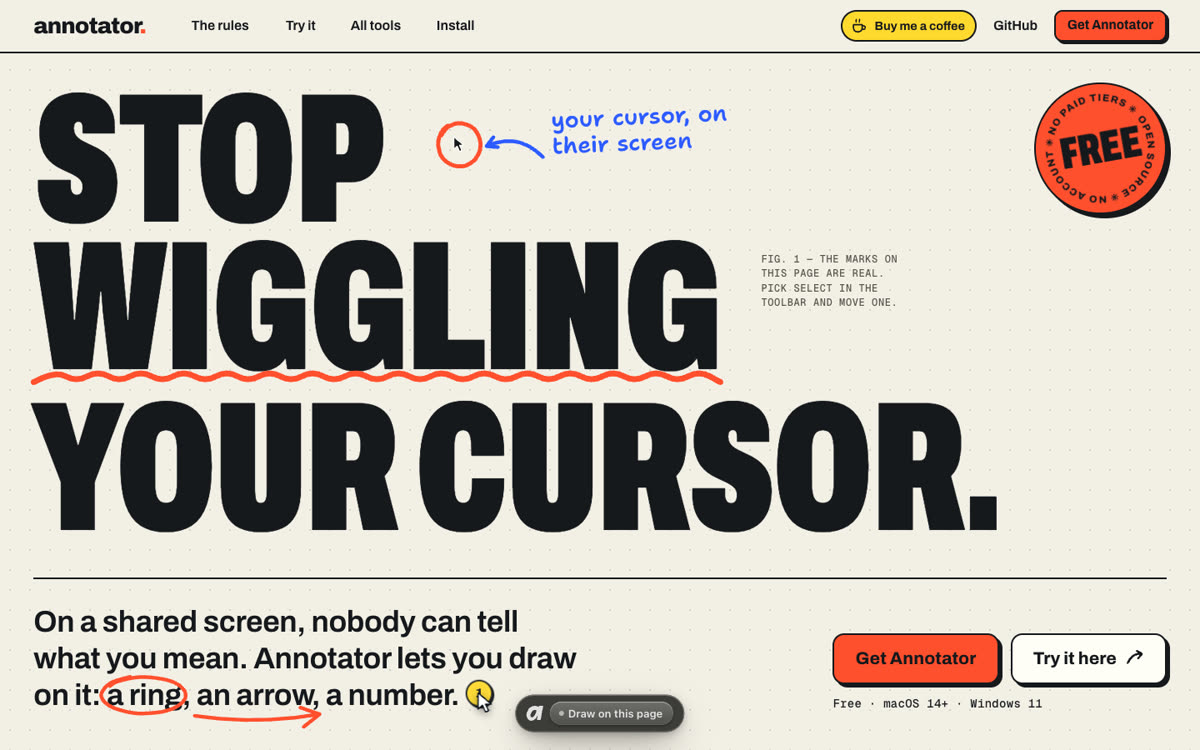 annotator.
The rules
Try it
All tools
Install
Buy me a coffee
GitHub
Get Annotator
STOP
your cursor, on
their screen
NO PAID TIERS * OPEN SOURCE * NO ACCOUNT *
FREE
WIGGLING
FIG. 1 — THE MARKS ON
THIS PAGE ARE REAL.
PICK SELECT IN THE
TOOLBAR AND MOVE ONE.
YOUR CURSOR.
On a shared screen, nobody can tell
what you mean. Annotator lets you draw
on it: a ring, an arrow, a number.
Get Annotator
Try it here
Free · macOS 14+ · Windows 11
a
Draw on this page